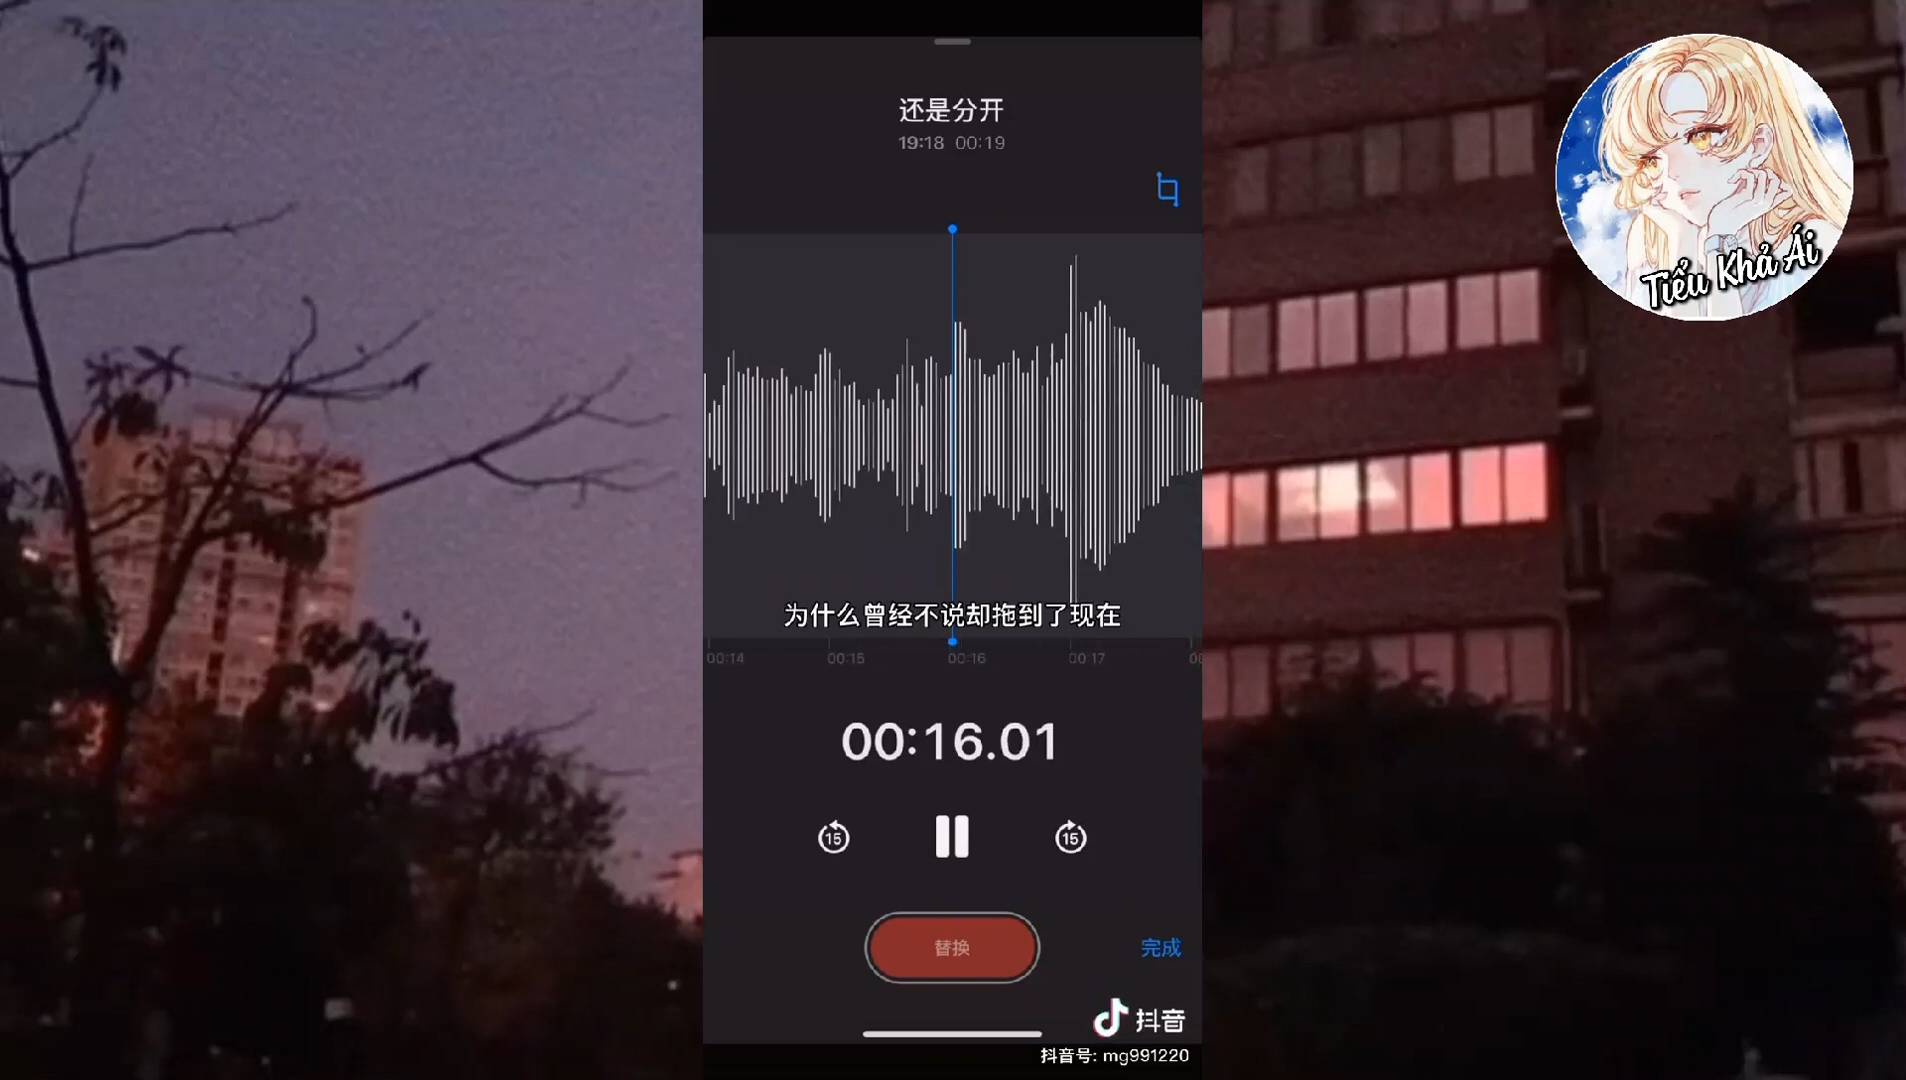 还是分开
19:18 00:19
Tiểu Khả Ái
为什么曾经不说却拖到了现在
00:14 00:15 00:16 00:17
00:16.01
15 15
替换
完成
抖音
抖音号: mg991220